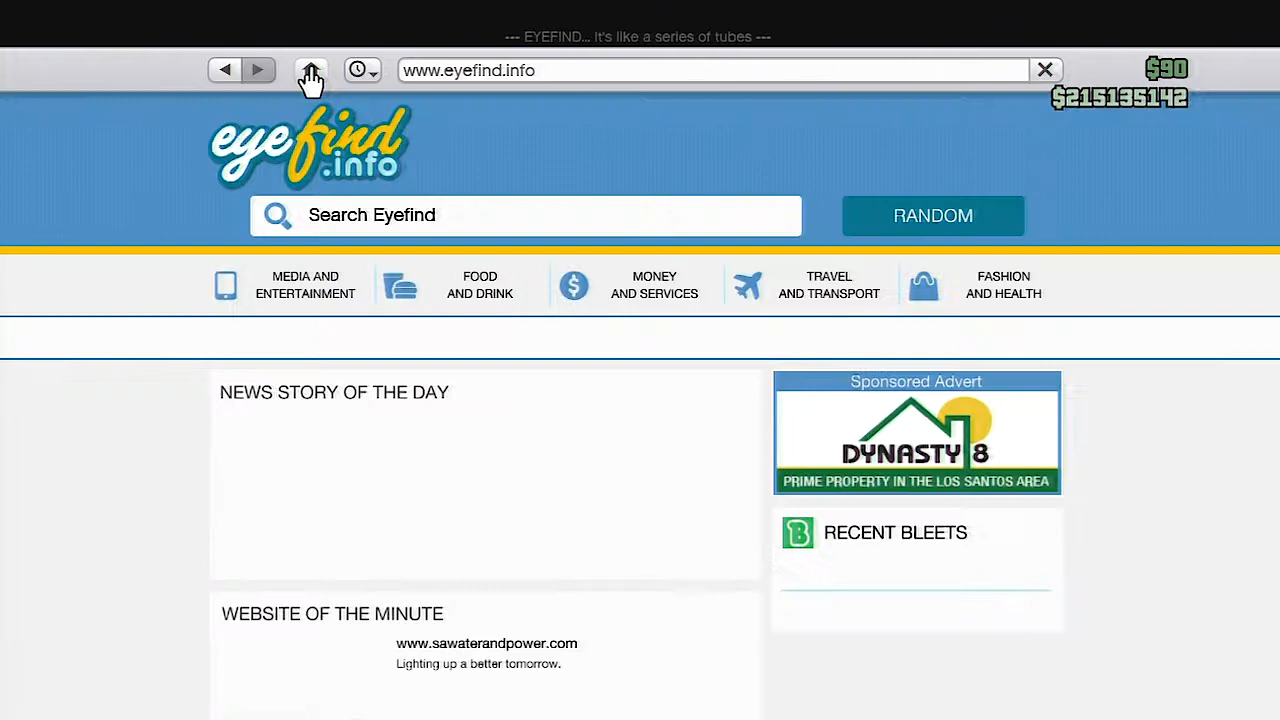 --- EYEFIND... It's like a series of tubes ---
www.eyefind.info
$90
$215135142
eyefind
.info
Search Eyefind
RANDOM
MEDIA AND
ENTERTAINMENT
FOOD
AND DRINK
MONEY
AND SERVICES
TRAVEL
AND TRANSPORT
FASHION
AND HEALTH
NEWS STORY OF THE DAY
Sponsored Advert
DYNASTY 8
PRIME PROPERTY IN THE LOS SANTOS AREA
B RECENT BLEETS
WEBSITE OF THE MINUTE
www.sawaterandpower.com
Lighting up a better tomorrow.